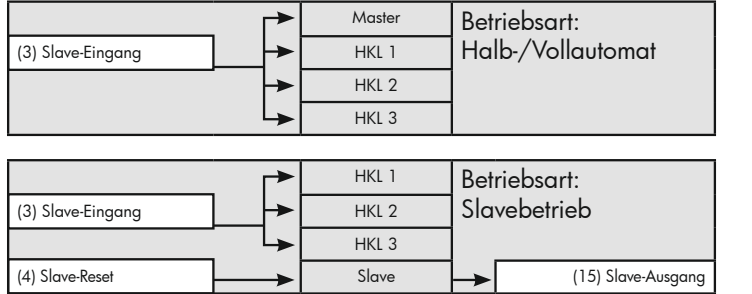 Master
Betriebsart:
(3) Slave-Eingang
HKL 1
Halb-/Vollautomat
HKL 2
HKL 3
HKL 1
Betriebsart:
(3) Slave-Eingang
HKL 2
Slavebetrieb
HKL 3
(4) Slave-Reset
Slave
(15) Slave-Ausgang